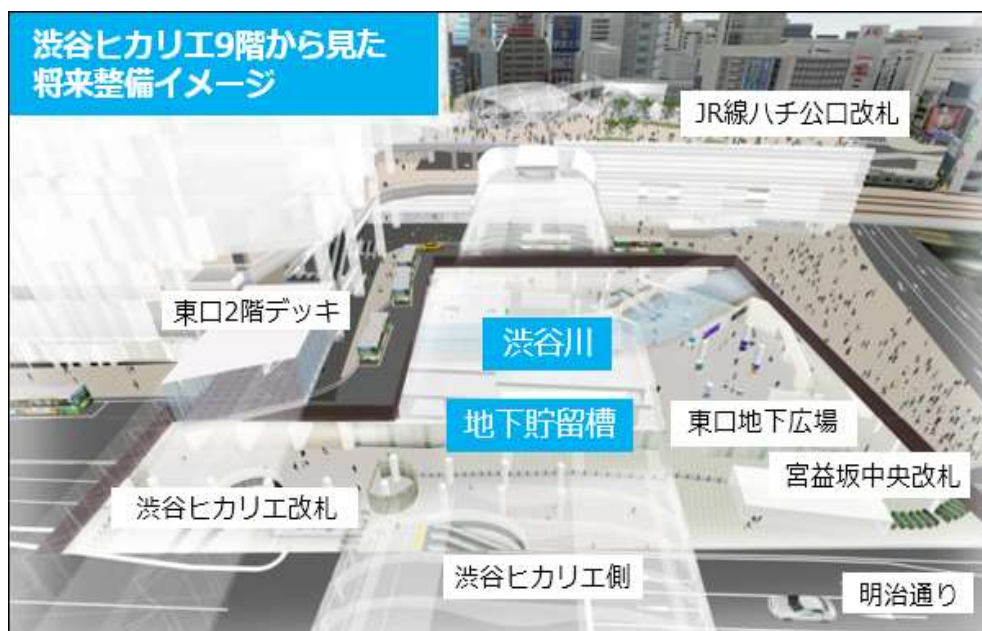 渋谷ヒカリエ9階から見た
将来整備イメージ
JR線ハチ公口改札
東口2階デッキ
渋谷川
地下貯留槽
東口地下広場
宮益坂中央改札
渋谷ヒカリエ改札
渋谷ヒカリエ側
明治通り